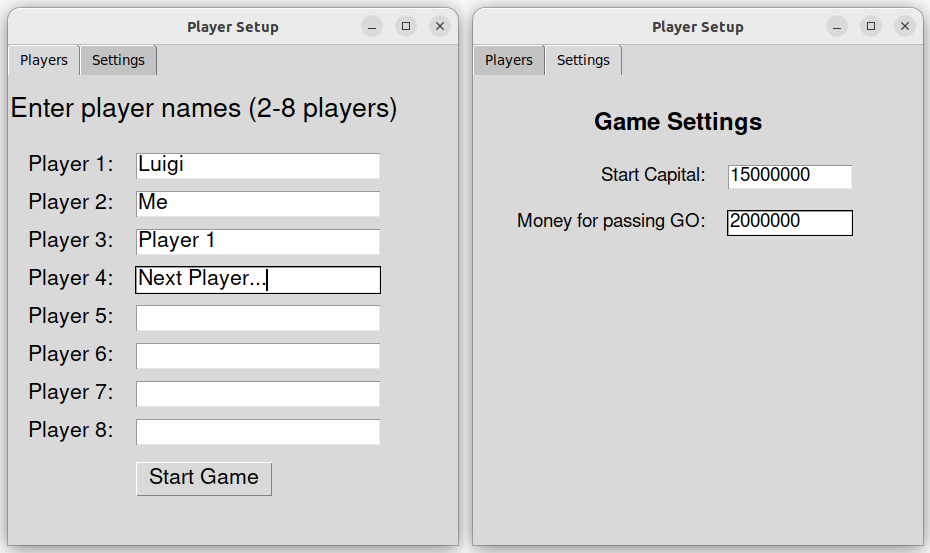 Player Setup
Players Settings
Enter player names (2-8 players)
Player 1: Luigi
Player 2: Me
Player 3: Player 1
Player 4: Next Player...
Player 5:
Player 6:
Player 7:
Player 8:
Start Game
Player Setup
Players Settings
Game Settings
Start Capital: 15000000
Money for passing GO: 2000000